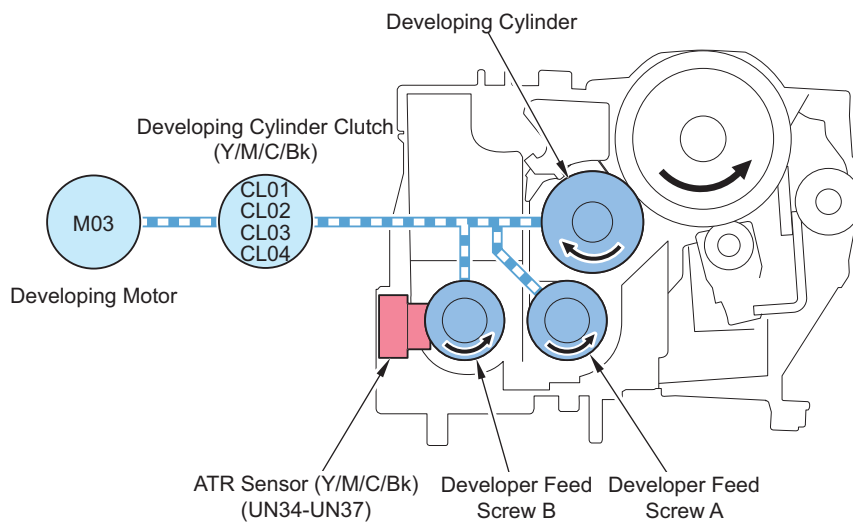 Developing Cylinder
Developing Cylinder Clutch
(Y/M/C/Bk)
CL01
CL02
CL03
CL04
M03
Developing Motor
ATR Sensor (Y/M/C/Bk)
(UN34-UN37)
Developer Feed
Screw B
Developer Feed
Screw A